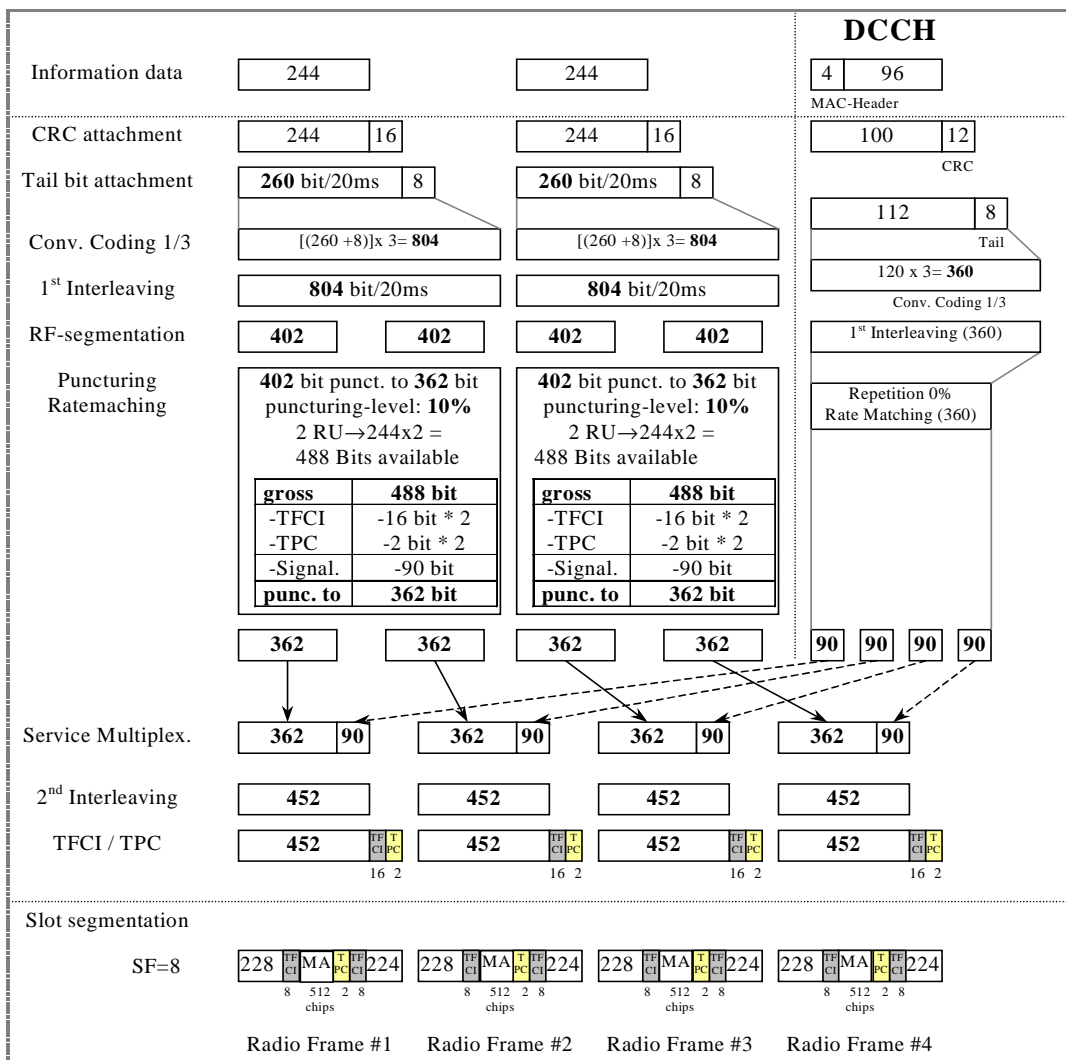 DCCH
Information data 244 244 4 96
MAC-Header
CRC attachment 244 16 244 16 100 12
CRC
Tail bit attachment 260 bit/20ms 8 260 bit/20ms 8
112 8
Tail
Conv. Coding 1/3 [(260 +8)]x 3= 804 [(260 +8)]x 3= 804
120 x 3= 360
Conv. Coding 1/3
1st Interleaving 804 bit/20ms 804 bit/20ms
RF-segmentation 402 402 402 402 1st Interleaving (360)
Puncturing
Ratemaching
402 bit punct. to 362 bit
puncturing-level: 10%
2 RU→244x2 =
488 Bits available
gross 488 bit
-TFCI -16 bit * 2
-TPC -2 bit * 2
-Signal. -90 bit
punc. to 362 bit
402 bit punct. to 362 bit
puncturing-level: 10%
2 RU→244x2 =
488 Bits available
gross 488 bit
-TFCI -16 bit * 2
-TPC -2 bit * 2
-Signal. -90 bit
punc. to 362 bit
Repetition 0%
Rate Matching (360)
362 362 362 362 90 90 90 90
Service Multiplex. 362 90 362 90 362 90 362 90
2nd Interleaving 452 452 452 452
TFCI / TPC 452 TF CI T PC 452 TF CI T PC 452 TF CI T PC 452 TF CI T PC
16 2 16 2 16 2 16 2
Slot segmentation
SF=8 228 TF CI MA T PC TF CI 224 228 TF CI MA T PC TF CI 224 228 TF CI MA T PC TF CI 224 228 TF CI MA T PC TF CI 224
8 512 2 8 8 512 2 8 8 512 2 8 8 512 2 8
chips chips chips chips
Radio Frame #1 Radio Frame #2 Radio Frame #3 Radio Frame #4